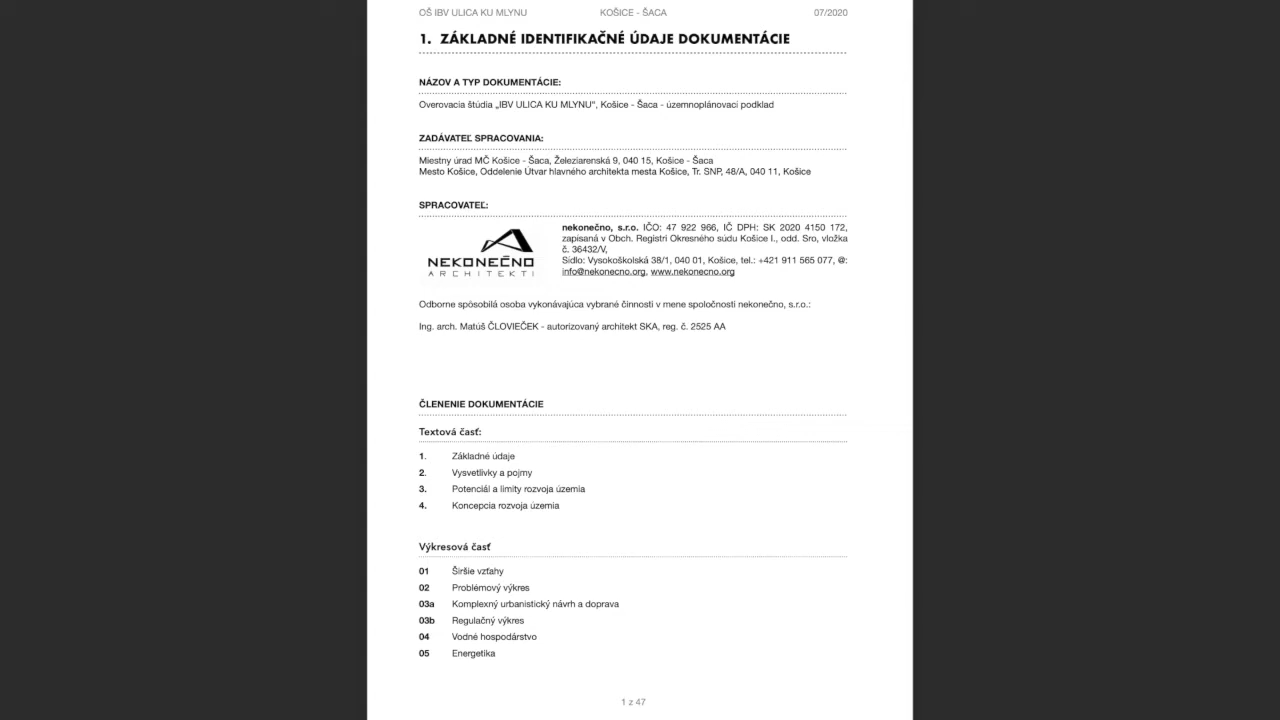 OŠ IBV ULICA KU MLYNU KOŠICE - ŠACA 07/2020
1. ZÁKLADNÉ IDENTIFIKAČNÉ ÚDAJE DOKUMENTÁCIE
NÁZOV A TYP DOKUMENTÁCIE:
Overovacia štúdia „IBV ULICA KU MLYNU“, Košice - Šaca - územnoplánovací podklad
ZADÁVATEĽ SPRACOVANIA:
Miestny úrad MČ Košice - Šaca, Železiarenská 9, 040 15, Košice - Šaca
Mesto Košice, Oddelenie Útvar hlavného architekta mesta Košice, Tr. SNP, 48/A, 040 11, Košice
SPRACOVATEĽ:
NEKONEČNO
ARCHITEKTI
nekonečno, s.r.o. IČO: 47 922 966, IČ DPH: SK 2020 4150 172,
zapísaná v Obch. Registri Okresného súdu Košice I., odd. Sro, vložka
č. 36432/V,
Sídlo: Vysokoškolská 38/1, 040 01, Košice, tel.: +421 911 565 077, @:
info@nekonecno.org, www.nekonecno.org
Odborne spôsobilá osoba vykonávajúca vybrané činnosti v mene spoločnosti nekonečno, s.r.o.:
Ing. arch. Matúš ČLOVIEČEK - autorizovaný architekt SKA, reg. č. 2525 AA
ČLENENIE DOKUMENTÁCIE
Textová časť:
1. Základné údaje
2. Vysvetlivky a pojmy
3. Potenciál a limity rozvoja územia
4. Koncepcia rozvoja územia
Výkresová časť
01 Širšie vzťahy
02 Problémový výkres
03a Komplexný urbanistický návrh a doprava
03b Regulačný výkres
04 Vodné hospodárstvo
05 Energetika
1 z 47